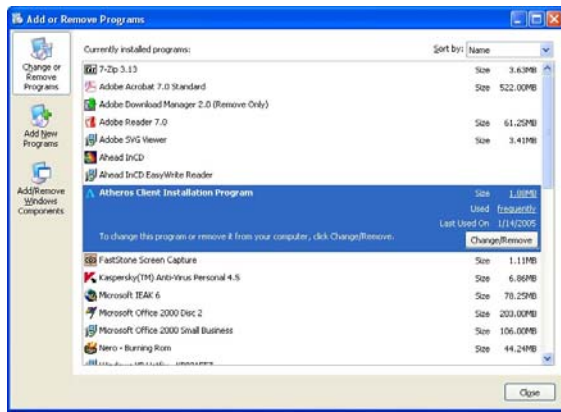 Add or Remove Programs
Change or
Remove
Programs
Add New
Programs
Add/Remove
Windows
Components
Currently installed programs:
Sort by: Name
7-Zip 3.13 Size 3.63MB
Adobe Acrobat 7.0 Standard Size 522.00MB
Adobe Download Manager 2.0 (Remove Only)
Adobe Reader 7.0 Size 61.25MB
Adobe SVG Viewer Size 3.41MB
Ahead InCD
Ahead InCD EasyWrite Reader
Atheros Client Installation Program Size 1.00MB
Used frequently
Last Used On 1/14/2005
To change this program or remove it from your computer, click Change/Remove.
Change/Remove
FastStone Screen Capture Size 1.11MB
Kaspersky(TM) Anti-Virus Personal 4.5 Size 6.86MB
Microsoft IEAK 6 Size 78.25MB
Microsoft Office 2000 Disc 2 Size 203.00MB
Microsoft Office 2000 Small Business Size 106.00MB
Nero - Burning Rom Size 44.24MB
Close